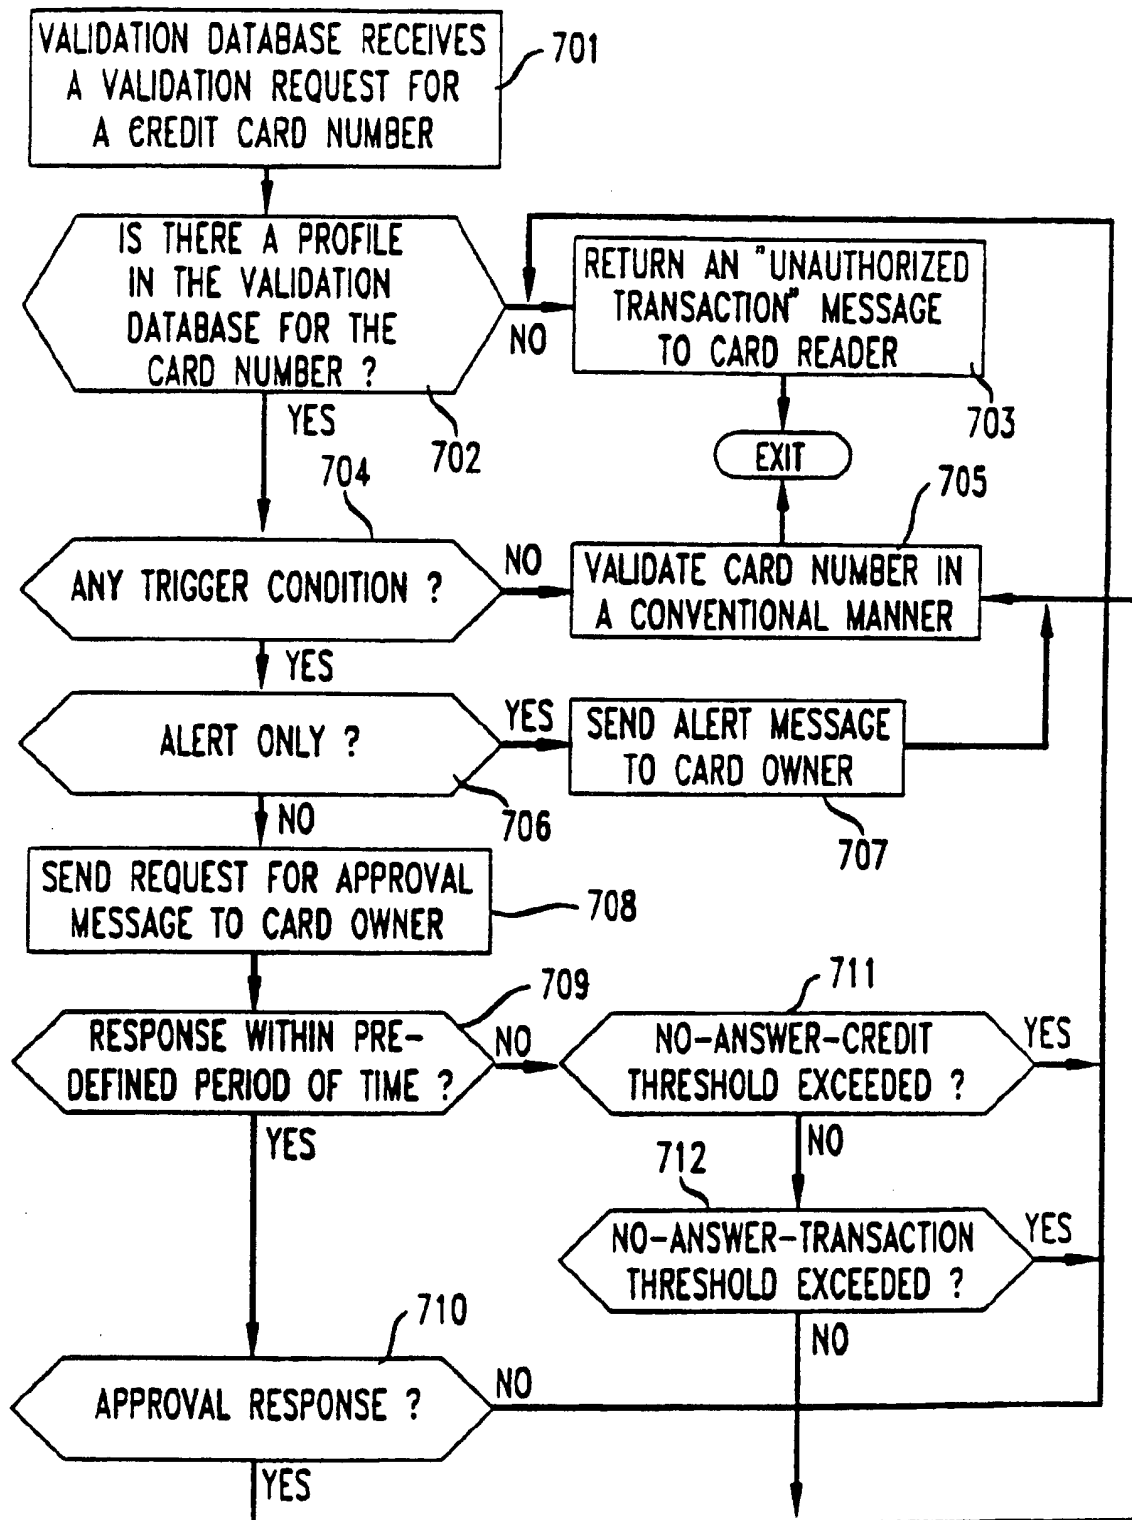 VALIDATION DATABASE RECEIVES
A VALIDATION REQUEST FOR
A CREDIT CARD NUMBER
701
IS THERE A PROFILE
IN THE VALIDATION
DATABASE FOR THE
CARD NUMBER ?
702
NO
RETURN AN "UNAUTHORIZED
TRANSACTION" MESSAGE
TO CARD READER
703
YES
EXIT
704
705
ANY TRIGGER CONDITION ?
NO
VALIDATE CARD NUMBER IN
A CONVENTIONAL MANNER
YES
ALERT ONLY ?
706
YES
SEND ALERT MESSAGE
TO CARD OWNER
707
NO
SEND REQUEST FOR APPROVAL
MESSAGE TO CARD OWNER
708
709
RESPONSE WITHIN PRE-
DEFINED PERIOD OF TIME ?
NO
711
NO-ANSWER-CREDIT
THRESHOLD EXCEEDED ?
YES
YES
NO
712
NO-ANSWER-TRANSACTION
THRESHOLD EXCEEDED ?
YES
NO
710
APPROVAL RESPONSE ?
NO
YES